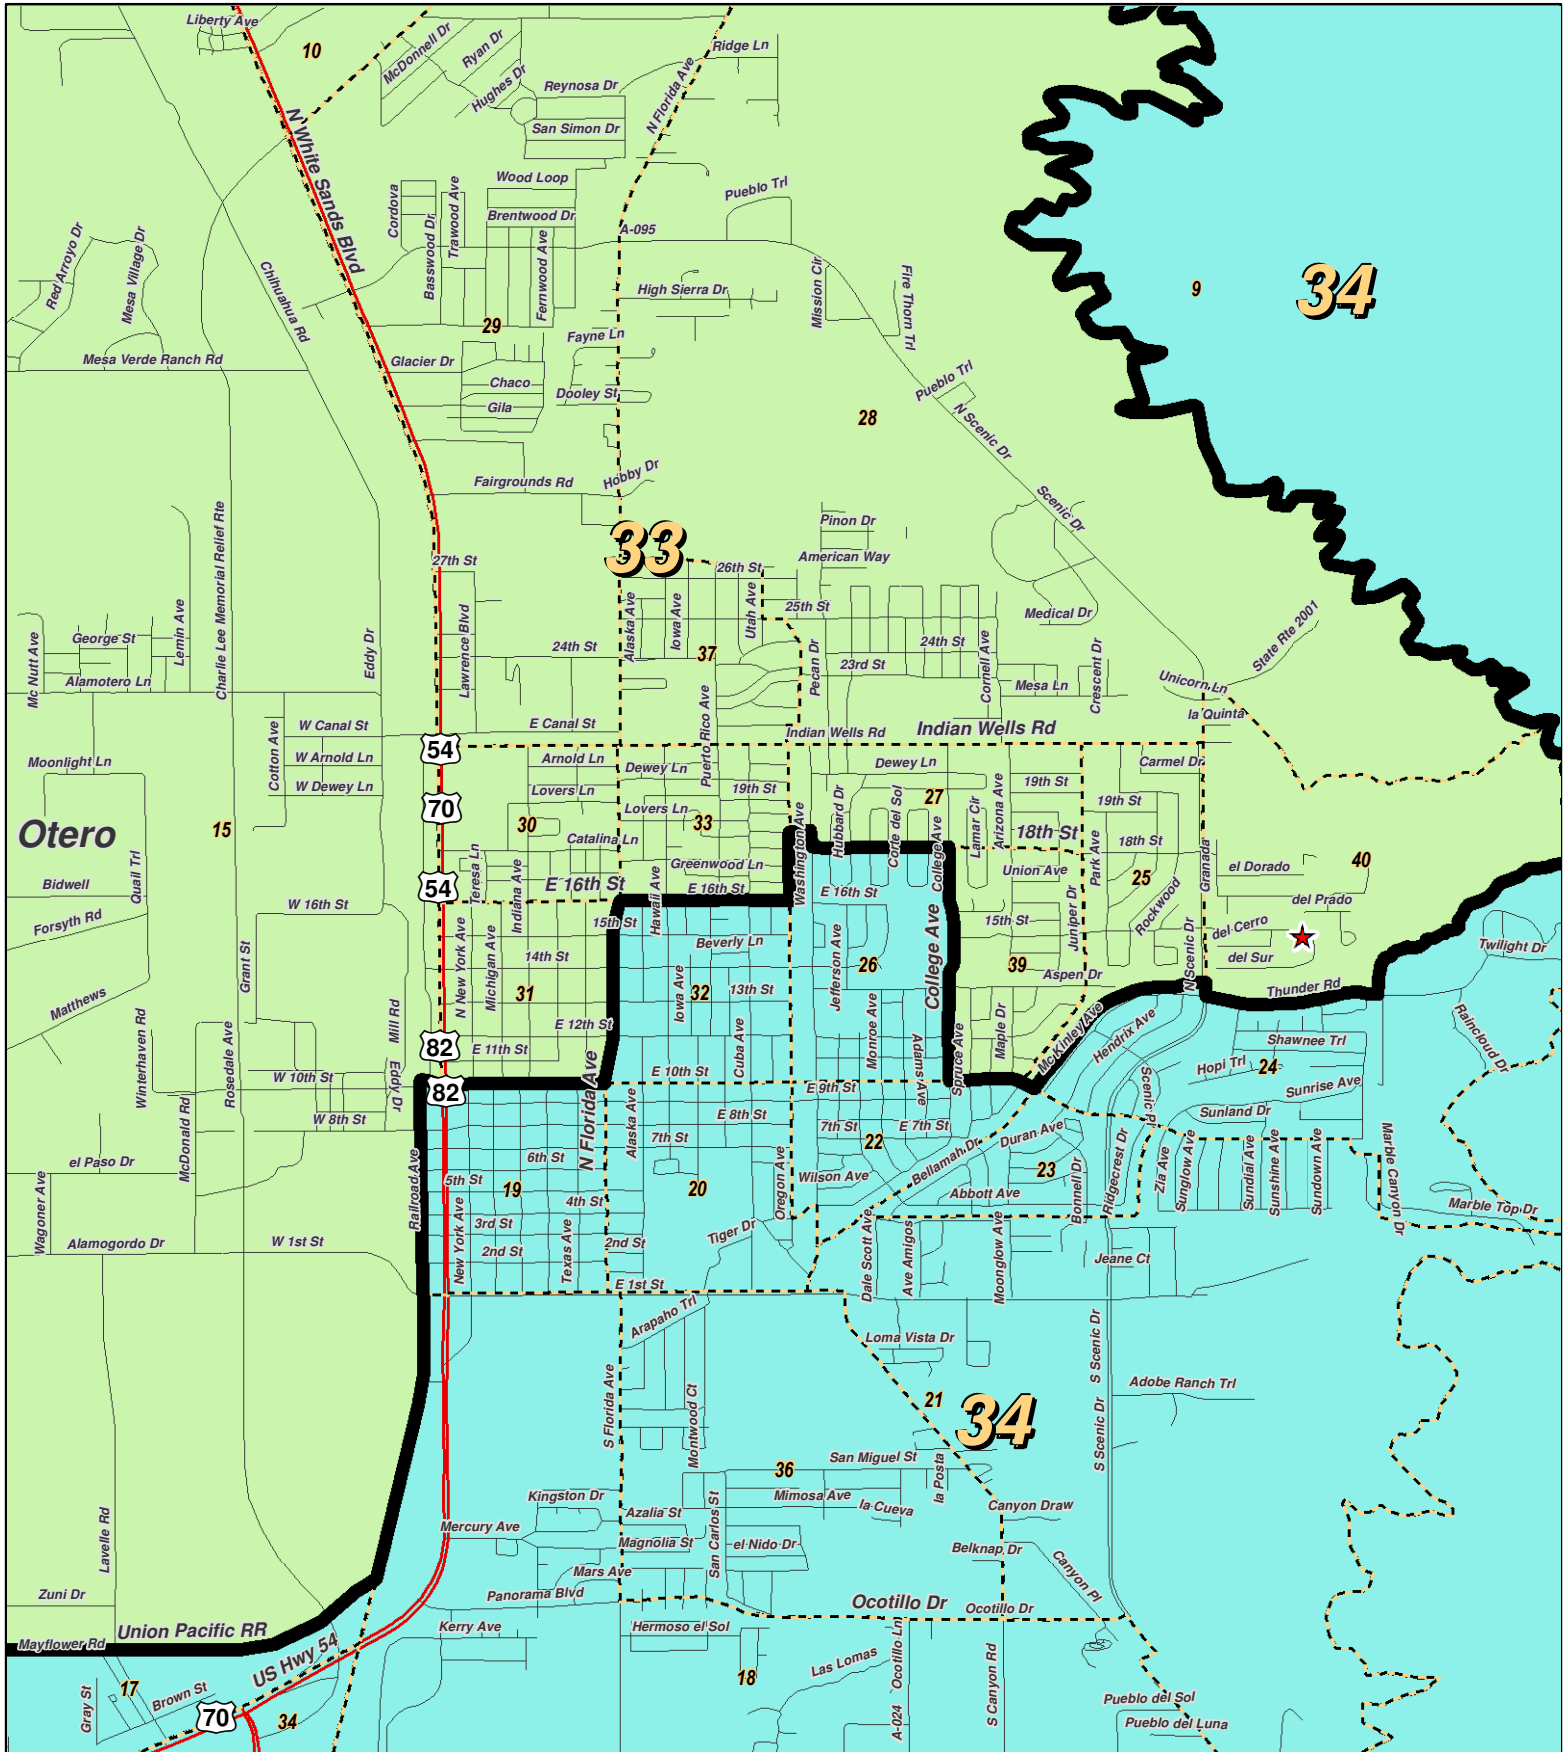 Liberty Ave
10
McDonnell Dr
Ryan Dr
Hughes Dr
Reynosa Dr
San Simon Dr
Ridge Ln
N Florida Ave
N White Sands Blvd
Wood Loop
Brentwood Dr
Cordova
Basswood Dr
Trawood Ave
Fernwood Ave
A-095
Pueblo Trl
Red Arroyo Dr
Mesa Village Dr
Chihuahua Rd
High Sierra Dr
Mission Cir
Fire Thorn Trl
9
34
29
Fayne Ln
Mesa Verde Ranch Rd
Glacier Dr
Chaco
Gila
Dooley St
Pueblo Trl
N Scenic Dr
28
Fairgrounds Rd
Hobby Dr
Scenic Dr
33
Pinon Dr
American Way
27th St
26th St
25th St
Utah Ave
Iowa Ave
Alaska Ave
Charlie Lee Memorial Relief Rte
Mc Nutt Ave
George St
Lemin Ave
Eddy Dr
Lawrence Blvd
24th St
37
Pecan Dr
24th St
23rd St
Cornell Ave
Medical Dr
Crescent Dr
Mesa Ln
State Rte 2001
Unicorn Ln
la Quinta
Alamotero Ln
Puerto Rico Ave
Cotton Ave
W Canal St
E Canal St
Indian Wells Rd
Indian Wells Rd
54
W Arnold Ln
W Dewey Ln
Moonlight Ln
Arnold Ln
Dewey Ln
Dewey Ln
Carmel Dr
Lovers Ln
19th St
19th St
19th St
70
Lovers Ln
27
Otero
15
30
33
Catalina Ln
Washington Ave
Hubbard Dr
Corte del Sol
College Ave
Lamar Cir
Arizona Ave
18th St
18th St
Park Ave
Granada
40
Greenwood Ln
Teresa Ln
Indiana Ave
E 16th St
E 16th St
E 16th St
Union Ave
25
el Dorado
54
Bidwell
Quail Trl
W 16th St
Hawaii Ave
15th St
15th St
Juniper Dr
Rockwood
del Prado
del Cerro
Forsyth Rd
Grant St
New York Ave
Michigan Ave
14th St
Beverly Ln
Jefferson Ave
26
College Ave
39
Aspen Dr
N Scenic Dr
del Sur
Twilight Dr
Matthews
31
Iowa Ave
32
13th St
Thunder Rd
Winterhaven Rd
Rosedale Ave
Mill Rd
E 12th St
Cuba Ave
Monroe Ave
Adams Ave
Spruce Ave
Maple Dr
Mc Kinley Ave
Hendrix Ave
Raincloud Dr
82
E 11th St
Shawnee Trl
Hopi Trl
24
W 10th St
Eddy Dr
82
E 10th St
E 9th St
Scenic Pl
Sunrise Ave
Sunland Dr
McDonald Rd
W 8th St
N Florida Ave
Alaska Ave
E 8th St
7th St
7th St
E 7th St
22
Duran Ave
Bellamah Dr
Marble Canyon Dr
el Paso Dr
6th St
5th St
19
4th St
20
Oregon Ave
Wilson Ave
23
Abbott Ave
Bonnell Dr
Ridgecrest Dr
Zia Ave
Sunglow Ave
Sundial Ave
Sunshine Ave
Sundown Ave
Marble Top Dr
Wagoner Ave
Railroad Ave
New York Ave
3rd St
2nd St
Texas Ave
2nd St
Tiger Dr
Dale Scott Ave
Ave Amigos
Moonglow Ave
Jeane Ct
Alamogordo Dr
W 1st St
E 1st St
Arapaho Trl
Loma Vista Dr
S Scenic Dr
Adobe Ranch Trl
S Florida Ave
Montwood Ct
21
34
S Scenic Dr
San Miguel St
36
la Posta
Lavelle Rd
Kingston Dr
Azalia St
San Carlos St
Mimosa Ave
la Cueva
Canyon Draw
Mercury Ave
Magnolia St
el Nido Dr
Belknap Dr
Canyon Pl
Mars Ave
Zuni Dr
Panorama Blvd
Ocotillo Dr
Ocotillo Dr
Union Pacific RR
Mayflower Rd
Kerry Ave
Hermoso el Sol
US Hwy 54
Las Lomas
Ocotillo Ln
S Canyon Rd
17
Gray St
Brown St
18
70
34
A-024
Pueblo del Sol
Pueblo del Luna